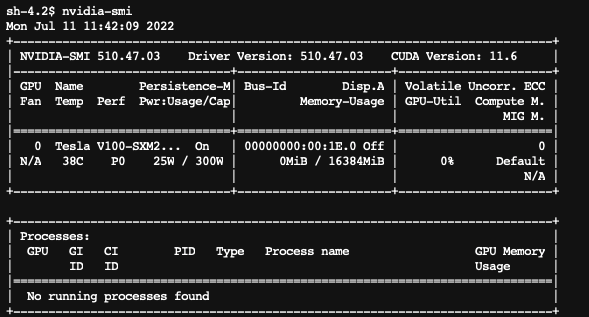 sh-4.2$ nvidia-smi
Mon Jul 11 11:42:09 2022
+-----------------------------------------------------------------------------+
| NVIDIA-SMI 510.47.03    Driver Version: 510.47.03    CUDA Version: 11.6     |
|-------------------------------+----------------------+----------------------+
| GPU  Name        Persistence-M| Bus-Id        Disp.A | Volatile Uncorr. ECC |
| Fan  Temp  Perf  Pwr:Usage/Cap|         Memory-Usage | GPU-Util  Compute M. |
|                               |                      |               MIG M. |
|===============================+======================+======================|
|   0  Tesla V100-SXM2...  On   | 00000000:00:1E.0 Off |                    0 |
| N/A   38C    P0    25W / 300W |      0MiB / 16384MiB |      0%      Default |
|                               |                      |                  N/A |
+-------------------------------+----------------------+----------------------+
+-----------------------------------------------------------------------------+
| Processes:                                                                  |
|  GPU   GI   CI        PID   Type   Process name                  GPU Memory |
|        ID   ID                                                   Usage      |
|=============================================================================|
|  No running processes found                                                 |
+-----------------------------------------------------------------------------+